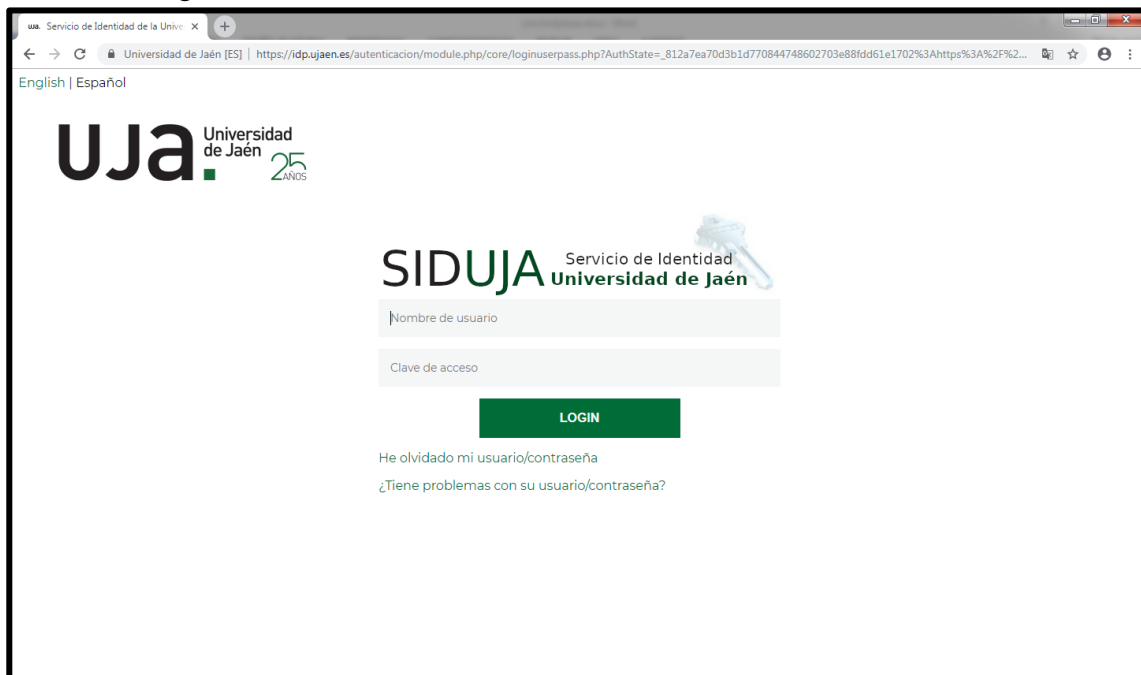 uja. Servicio de Identidad de la Unive
Universidad de Jaén [ES] | https://idp.ujaen.es/autenticacion/module.php/core/loginuserpass.php?AuthState=_812a7ea70d3b1d770844748602703e88fdd61e1702%3Ahttps%3A%2F%2...
English | Español
UJa. Universidad
de Jaén
25
AÑOS
SIDUJA Servicio de Identidad
Universidad de Jaén
Nombre de usuario
Clave de acceso
LOGIN
He olvidado mi usuario/contraseña
¿Tiene problemas con su usuario/contraseña?